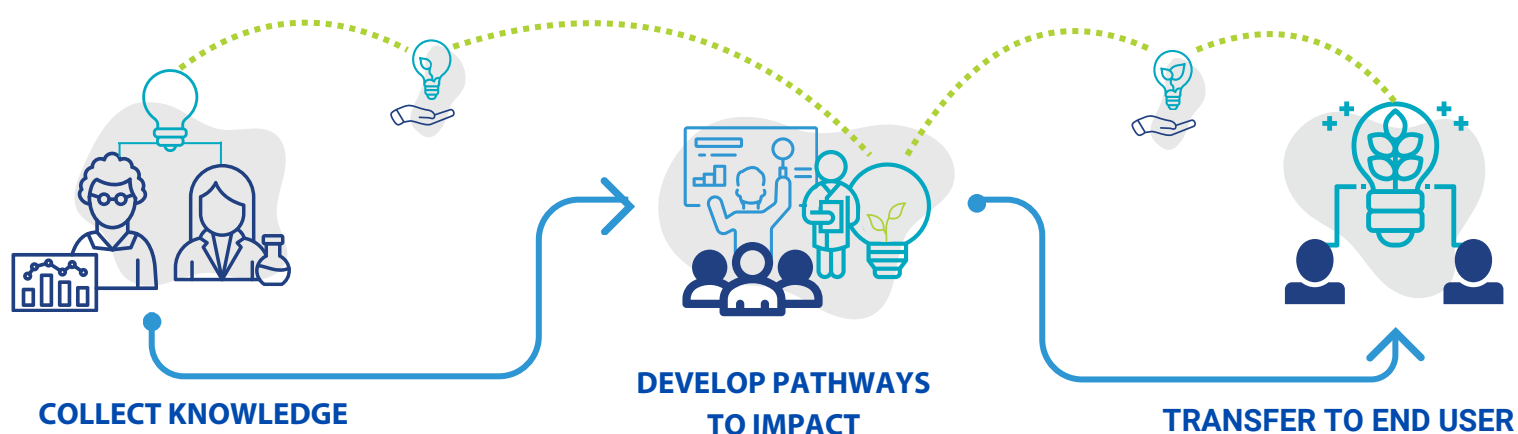 COLLECT KNOWLEDGE
DEVELOP PATHWAYS
TO IMPACT
TRANSFER TO END USER